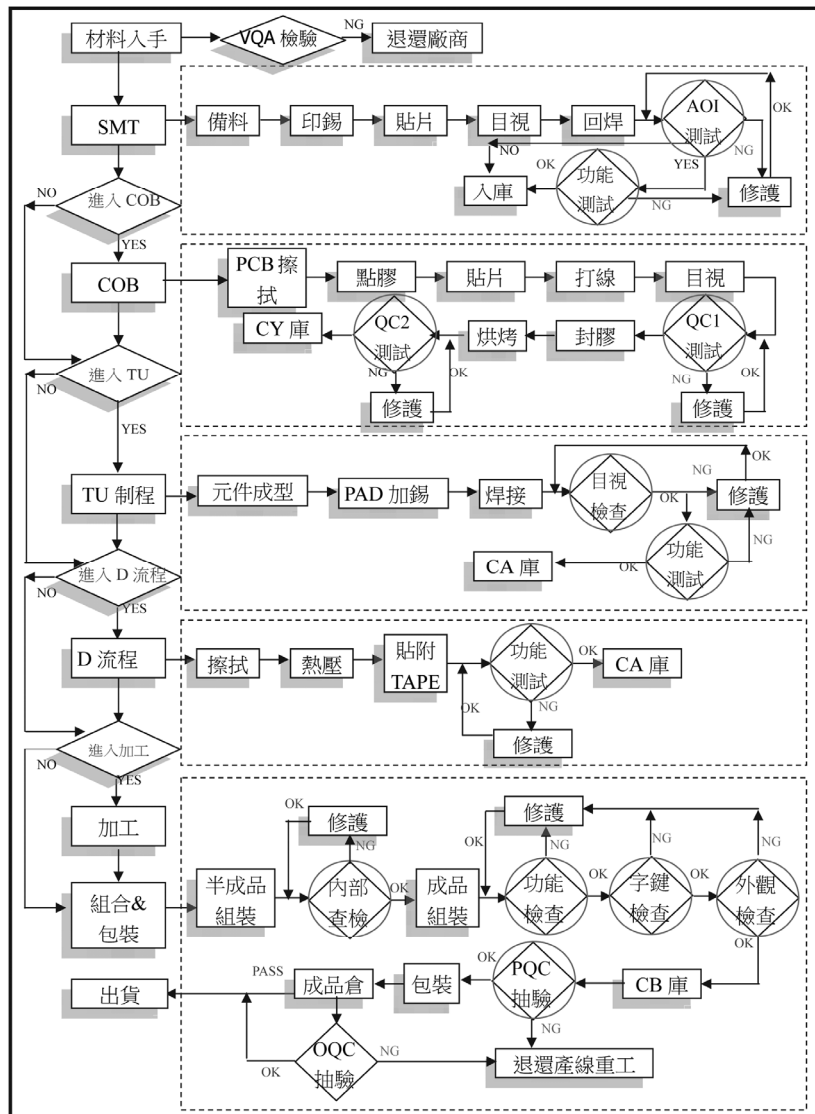 材料入手
VQA 檢驗
NG
退還廠商
SMT
備料
印錫
貼片
目視
回焊
AOI
測試
OK
NG
NO
YES
入庫
OK
功能
測試
NG
修護
NO
進入 COB
YES
COB
PCB 擦
拭
點膠
貼片
打線
目視
CY 庫
QC2
測試
烘烤
封膠
QC1
測試
NG
OK
修護
NG
OK
修護
進入 TU
NO
YES
TU 制程
元件成型
PAD 加錫
焊接
目視
檢查
OK
NG
OK
修護
NG
功能
測試
OK
CA 庫
進入 D 流程
NO
YES
D 流程
擦拭
熱壓
貼附
TAPE
功能
測試
OK
CA 庫
OK
NG
修護
進入加工
NO
YES
加工
組合&
包裝
半成品
組裝
OK
修護
NG
內部
查檢
OK
成品
組裝
OK
修護
NG
NG
NG
功能
檢查
OK
字鍵
檢查
OK
外觀
檢查
OK
出貨
PASS
成品倉
包裝
OK
PQC
抽驗
CB 庫
NG
OK
OQC
抽驗
NG
退還產線重工